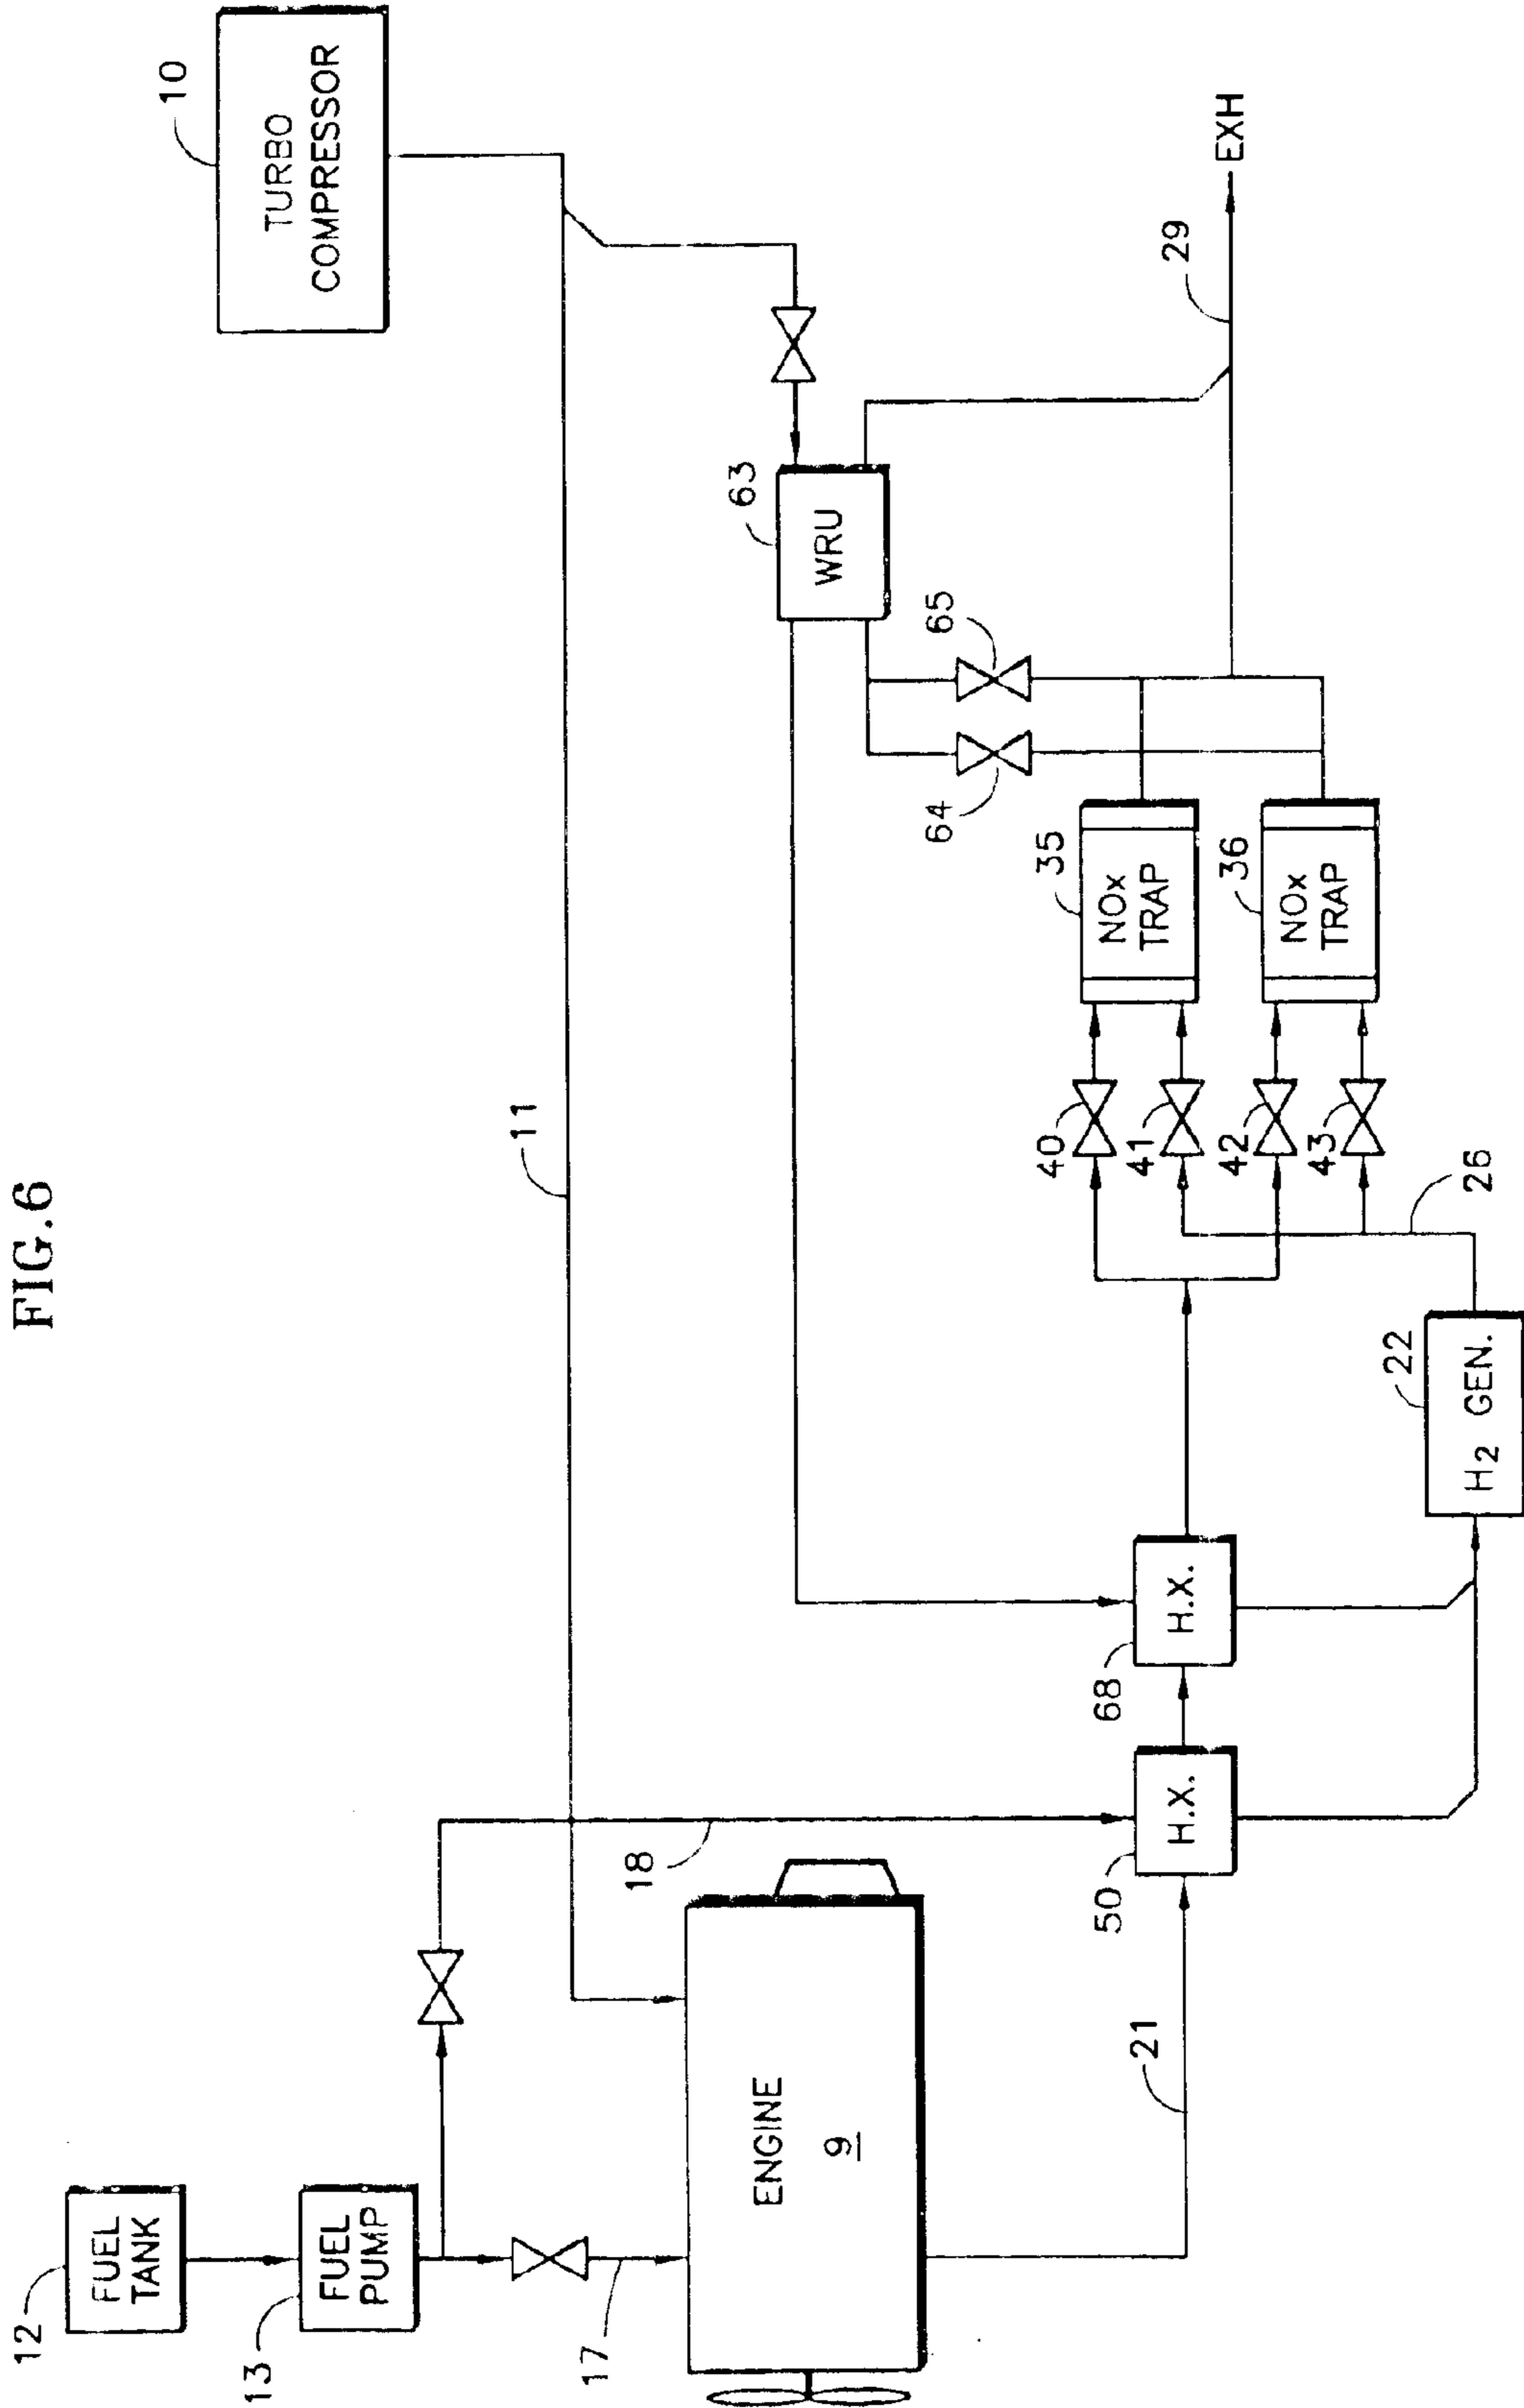 FIG.6
12
FUEL
TANK
13
FUEL
PUMP
17
ENGINE
9
18
11
10
TURBO
COMPRESSOR
21
50
H.X.
68
H.X.
63
WRU
64
65
40
41
42
43
35
NOx
TRAP
36
NOx
TRAP
26
22
H2 GEN.
29
EXH